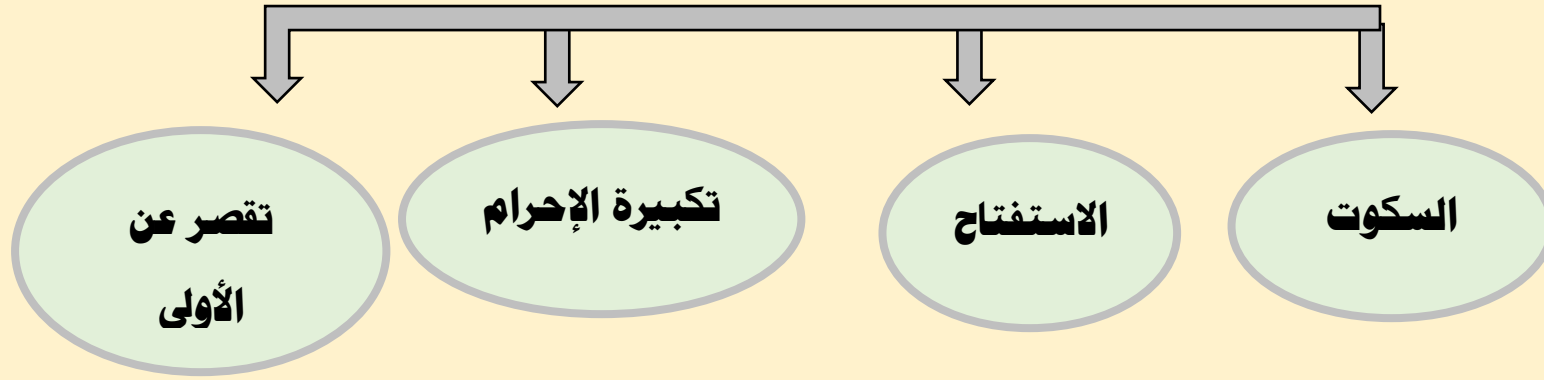 السكوت
الاستفتاح
تكبيرة الإحرام
تقصر عن
الأولى